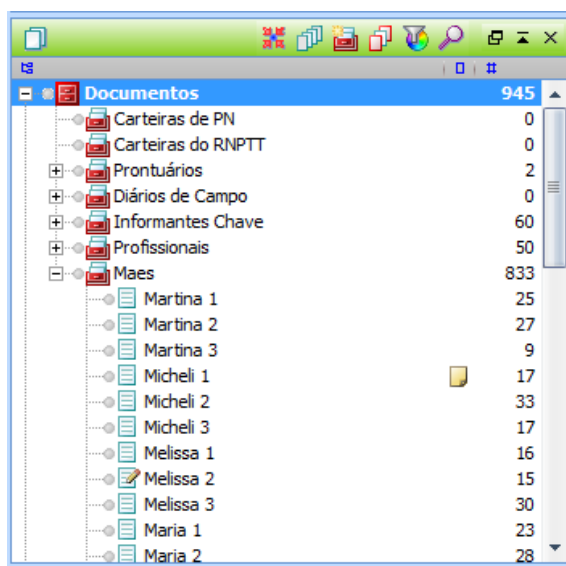 Documentos 945
Carteiras de PN 0
Carteiras do RNPTT 0
Prontuários 2
Diários de Campo 0
Informantes Chave 60
Profissionais 50
Maes 833
Martina 1 25
Martina 2 27
Martina 3 9
Micheli 1 17
Micheli 2 33
Micheli 3 17
Melissa 1 16
Melissa 2 15
Melissa 3 30
Maria 1 23
Maria 2 28